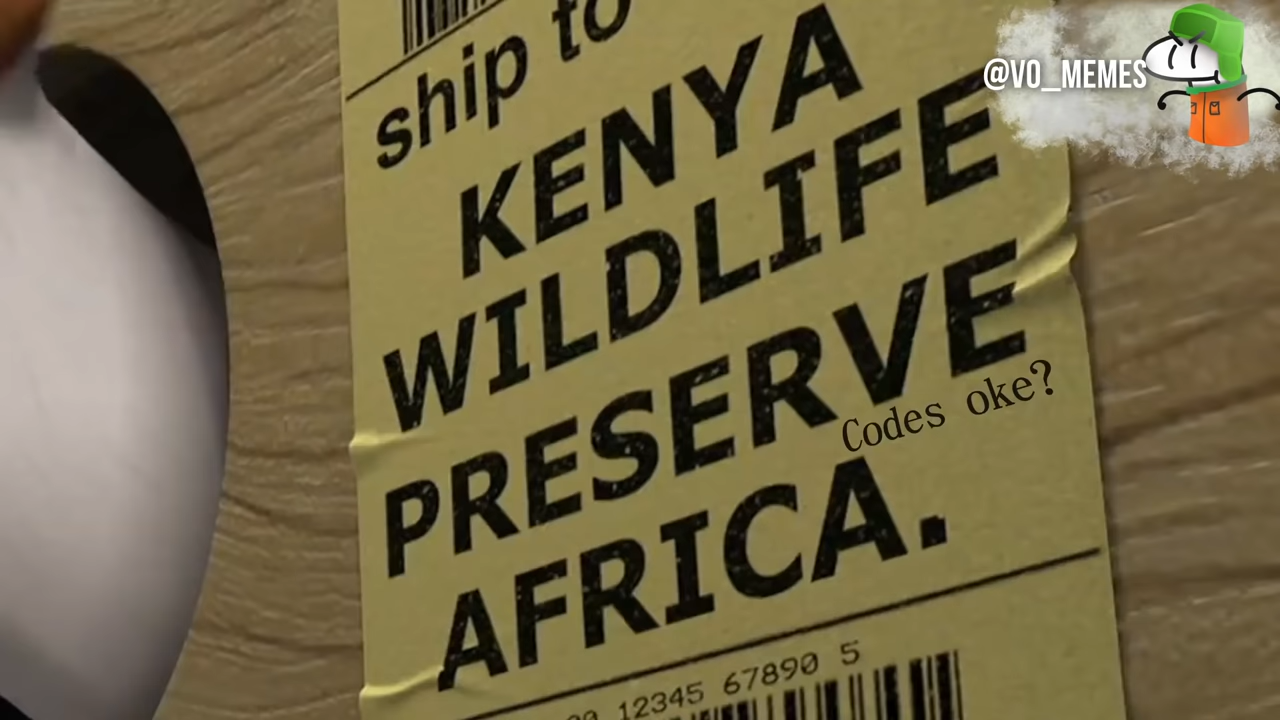 @VO_MEMES
ship to
KENYA
WILDLIFE
PRESERVE
Codes oke?
AFRICA.
12345 67890 5